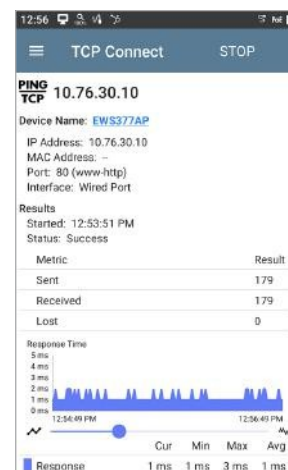 12:56
TCP Connect STOP
PING
TCP 10.76.30.10
Device Name: EWS377AP
IP Address: 10.76.30.10
MAC Address: --
Port: 80 (www-http)
Interface: Wired Port
Results
Started: 12:53:51 PM
Status: Success
Metric Result
Sent 179
Received 179
Lost 0
Response Time
5 ms
4 ms
3 ms
2 ms
1 ms
0 ms
12:54:49 PM 12:56:49 PM
Cur Min Max Avg
Response 1 ms 1 ms 3 ms 1 ms